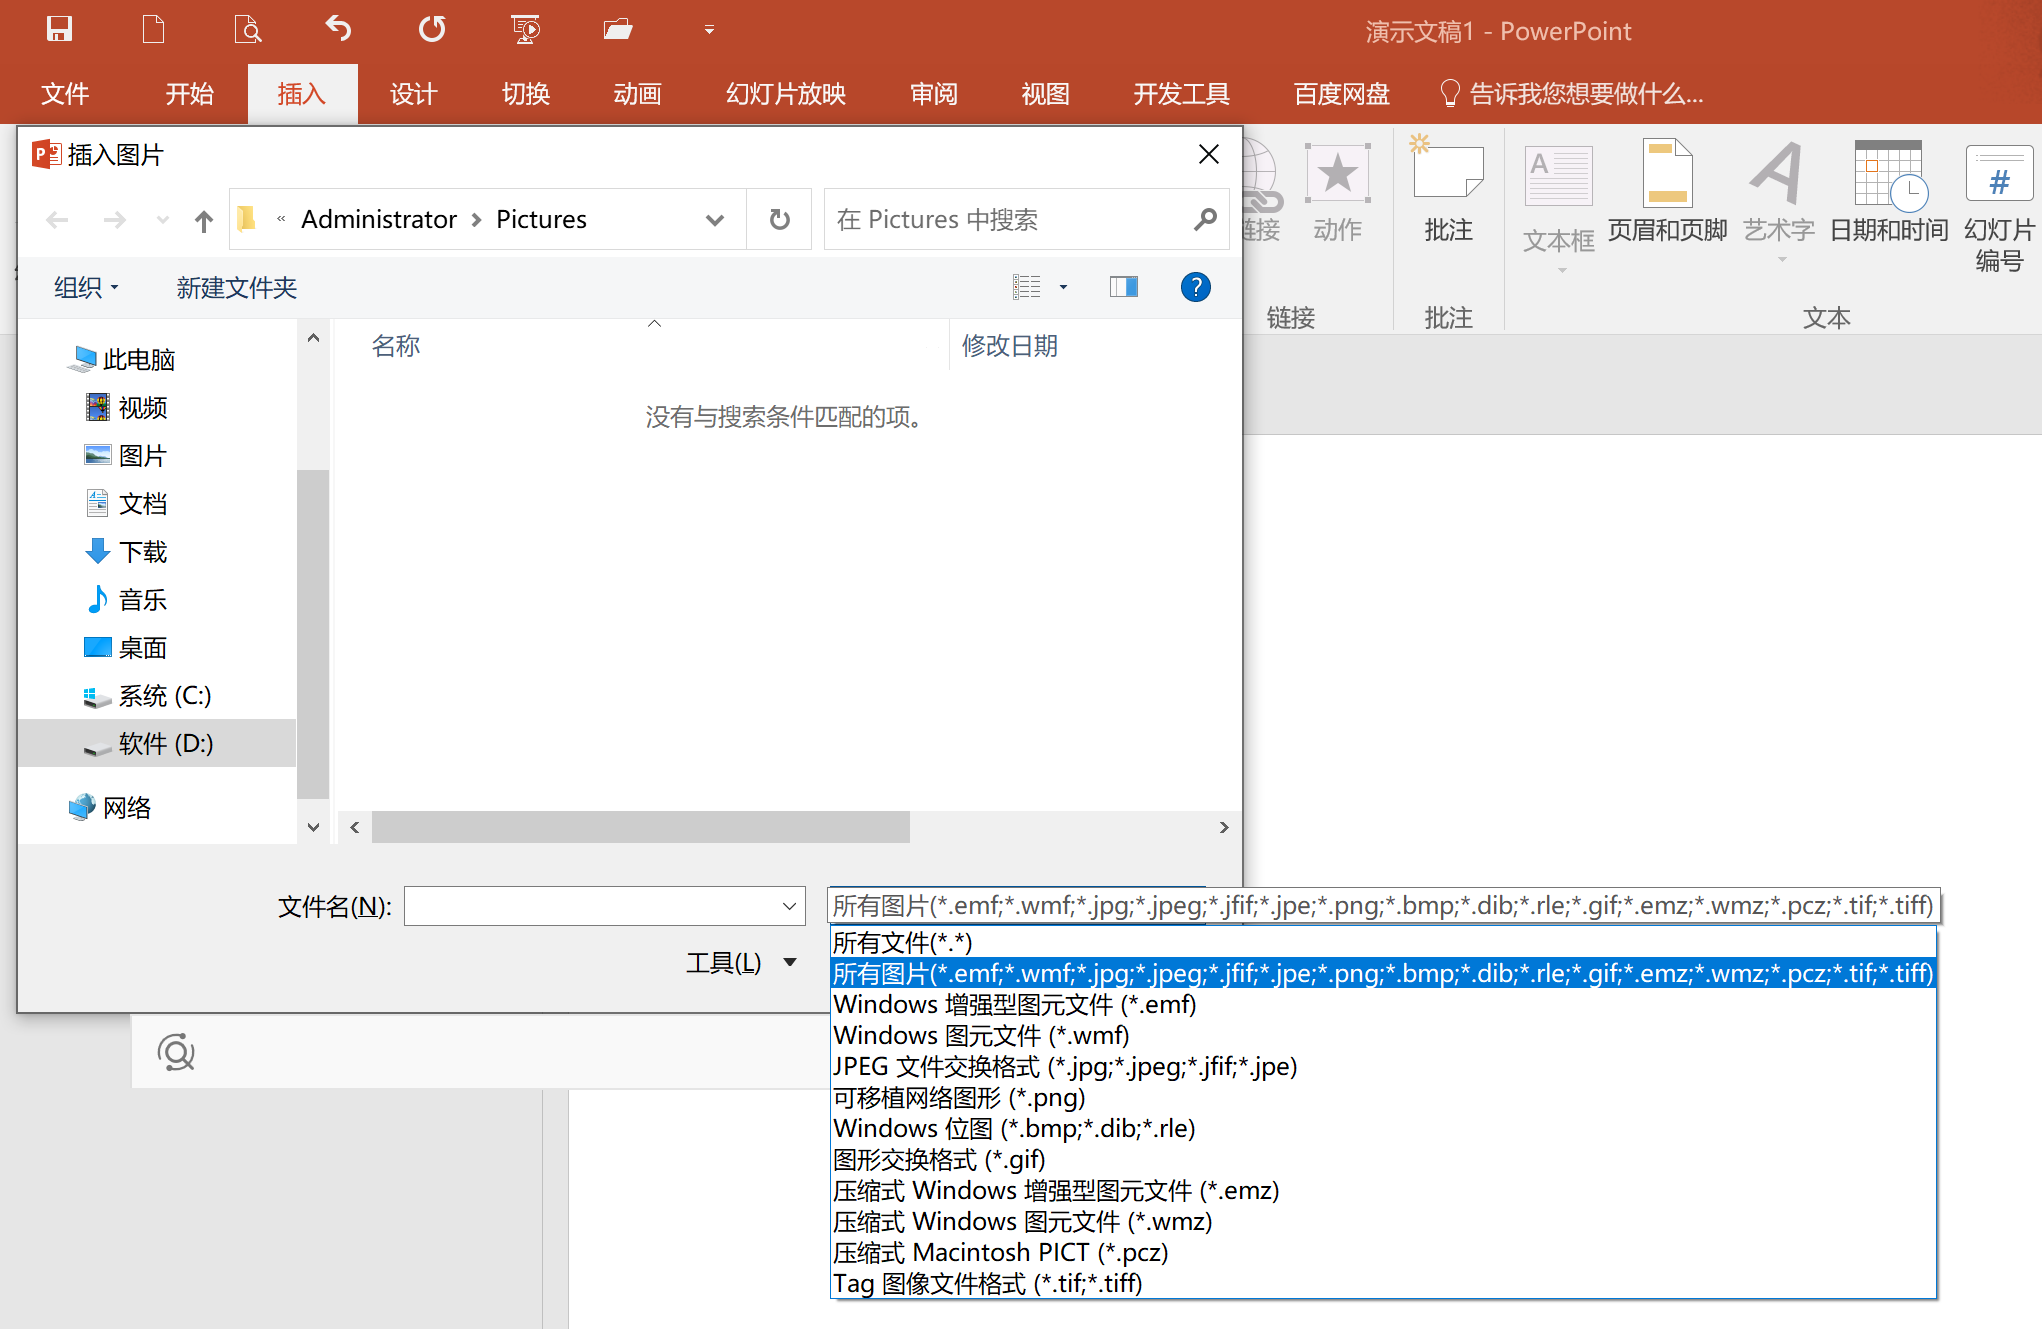 演示文稿1 - PowerPoint
文件 开始 插入 设计 切换 动画 幻灯片放映 审阅 视图 开发工具 百度网盘 告诉我您想要做什么...
插入图片
« Administrator > Pictures
在 Pictures 中搜索
组织 新建文件夹
名称 修改日期
没有与搜索条件匹配的项。
此电脑
视频
图片
文档
下载
音乐
桌面
系统 (C:)
软件 (D:)
网络
文件名(N):
工具(L)
所有图片(*.emf;*.wmf;*.jpg;*.jpeg;*.jfif;*.jpe;*.png;*.bmp;*.dib;*.rle;*.gif;*.emz;*.wmz;*.pcz;*.tif;*.tiff)
所有文件(*.*)
所有图片(*.emf;*.wmf;*.jpg;*.jpeg;*.jfif;*.jpe;*.png;*.bmp;*.dib;*.rle;*.gif;*.emz;*.wmz;*.pcz;*.tif;*.tiff)
Windows 增强型图元文件 (*.emf)
Windows 图元文件 (*.wmf)
JPEG 文件交换格式 (*.jpg;*.jpeg;*.jfif;*.jpe)
可移植网络图形 (*.png)
Windows 位图 (*.bmp;*.dib;*.rle)
图形交换格式 (*.gif)
压缩式 Windows 增强型图元文件 (*.emz)
压缩式 Windows 图元文件 (*.wmz)
压缩式 Macintosh PICT (*.pcz)
Tag 图像文件格式 (*.tif;*.tiff)
接 动作 批注 文本框 页眉和页脚 艺术字 日期和时间 幻灯片
编号
链接 批注 文本